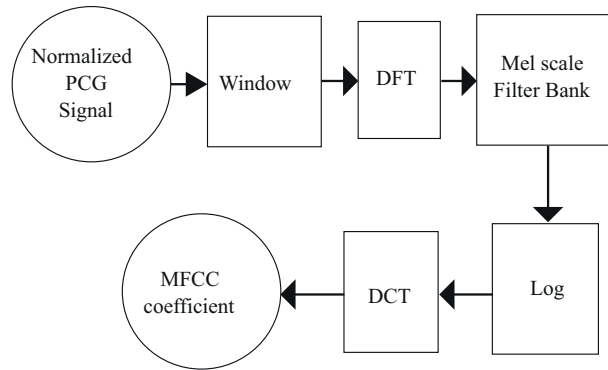 Normalized
PCG
Signal
Window
DFT
Mel scale
Filter Bank
MFCC
coefficient
DCT
Log